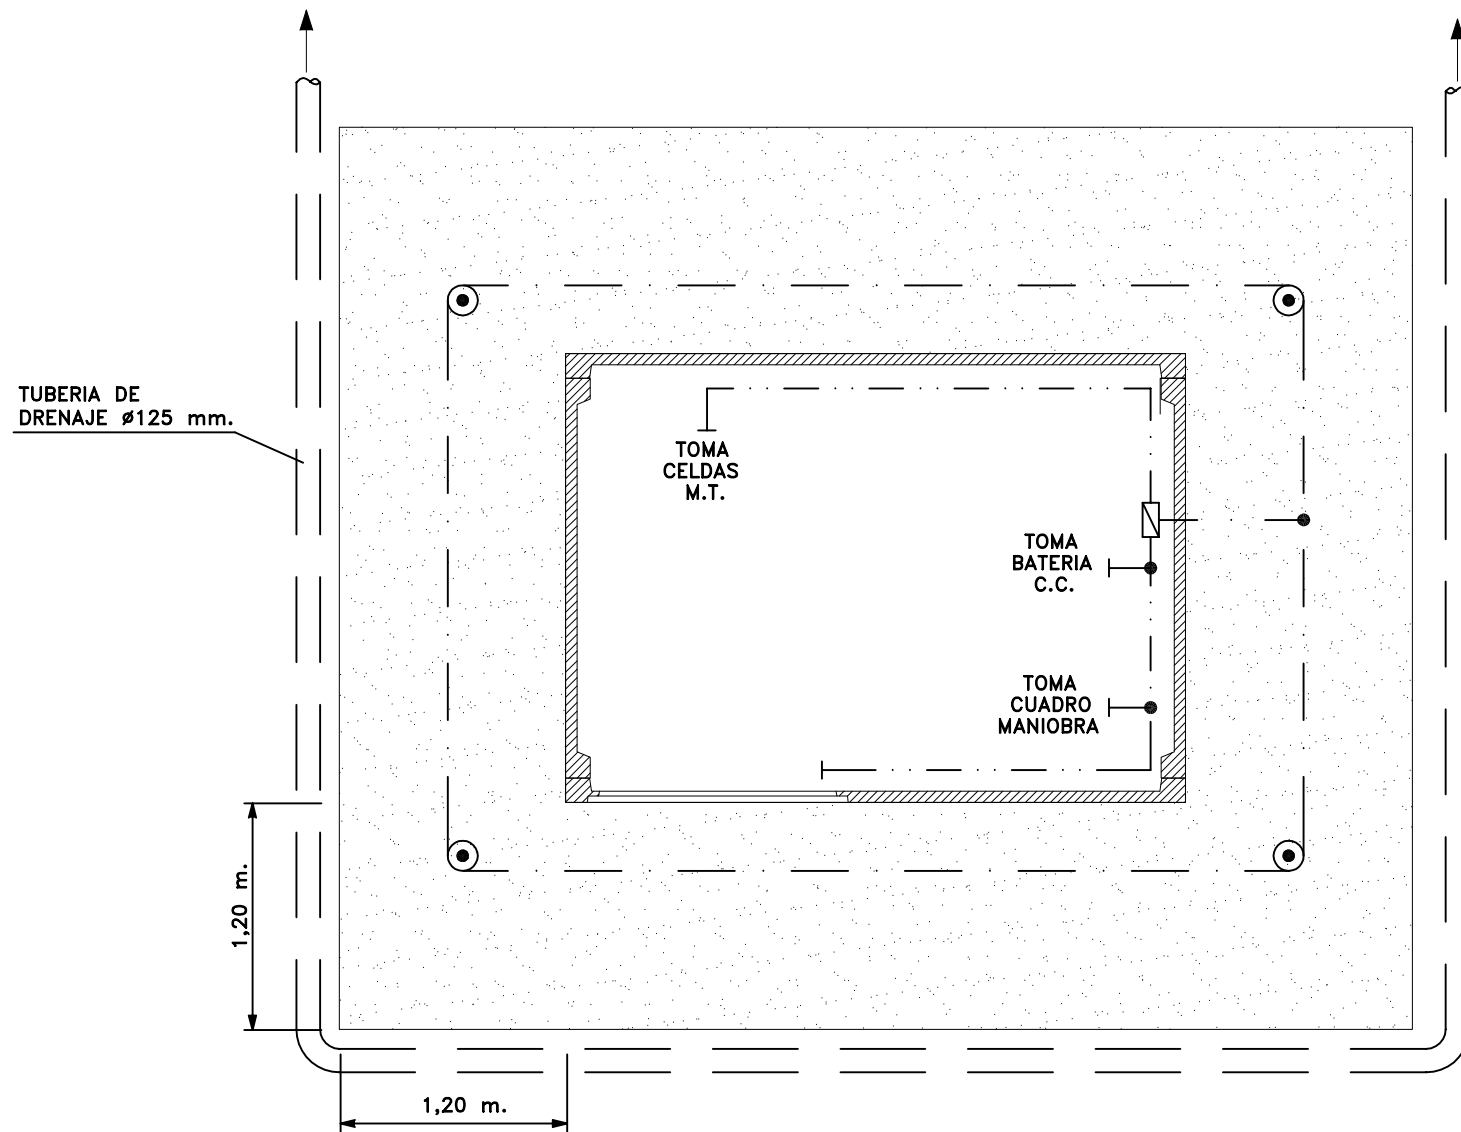 TUBERIA DE
DRENAJE ø125 mm.
TOMA
CELDAS
M.T.
TOMA
BATERIA
C.C.
TOMA
CUADRO
MANIOBRA
1,20 m.
1,20 m.